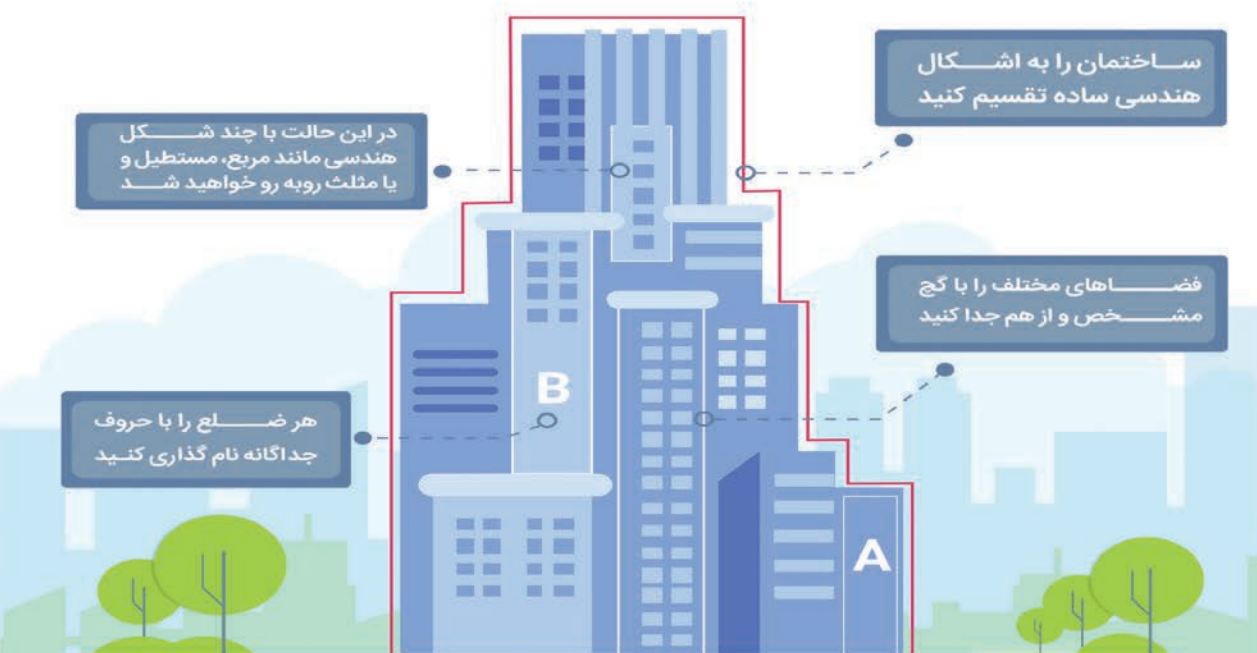 ساختمان را به اشکال
هندسی ساده تقسیم کنید
در این حالت با چند شکل
هندسی مانند مربع، مستطیل و
یا مثلث روبه رو خواهید شد
فضاهای مختلف را با گچ
مشخص و از هم جدا کنید
هر ضلع را با حروف
جداگانه نام گذاری کنید
B
A